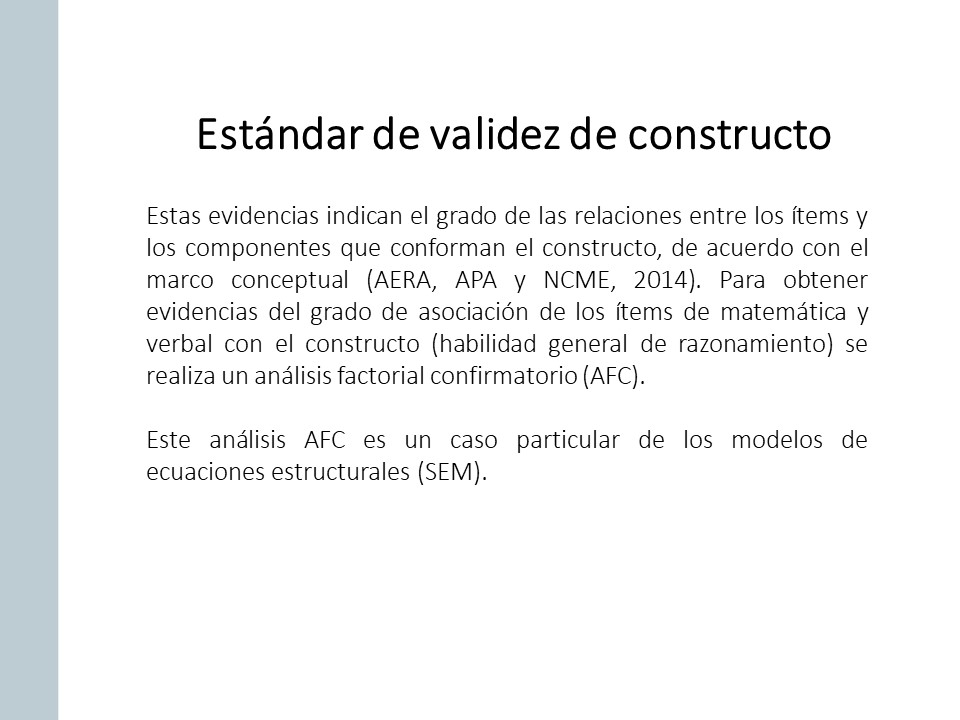 Estándar de validez de constructo
Estas evidencias indican el grado de las relaciones entre los ítems y
los componentes que conforman el constructo, de acuerdo con el
marco conceptual (AERA, APA y NCME, 2014). Para obtener
evidencias del grado de asociación de los ítems de matemática y
verbal con el constructo (habilidad general de razonamiento) se
realiza un análisis factorial confirmatorio (AFC).
Este análisis AFC es un caso particular de los modelos de
ecuaciones estructurales (SEM).